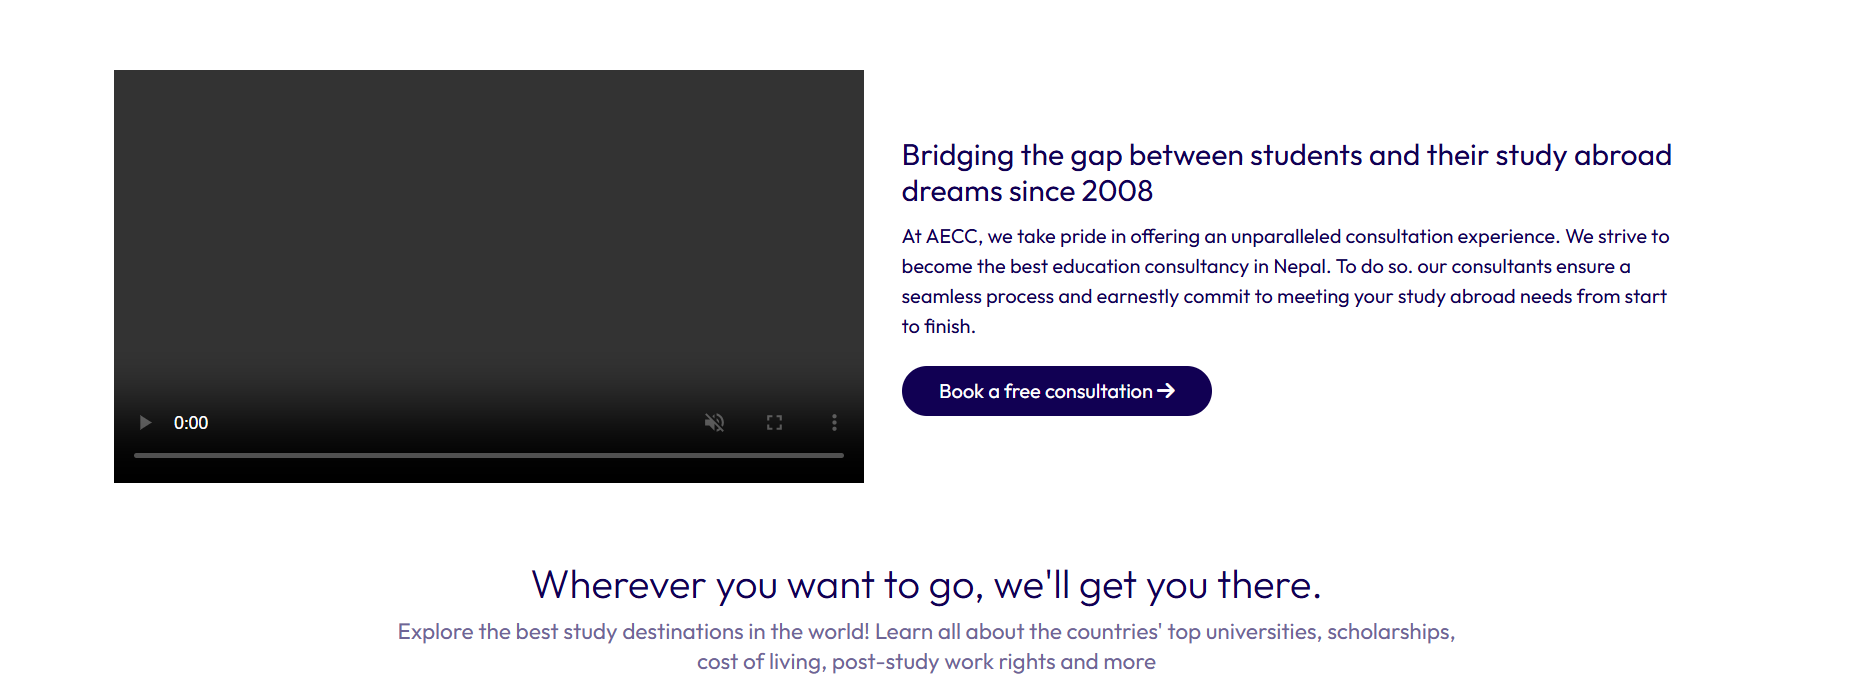 Bridging the gap between students and their study abroad
dreams since 2008
At AECC, we take pride in offering an unparalleled consultation experience. We strive to
become the best education consultancy in Nepal. To do so. our consultants ensure a
seamless process and earnestly commit to meeting your study abroad needs from start
to finish.
Book a free consultation →
0:00
Wherever you want to go, we'll get you there.
Explore the best study destinations in the world! Learn all about the countries' top universities, scholarships,
cost of living, post-study work rights and more